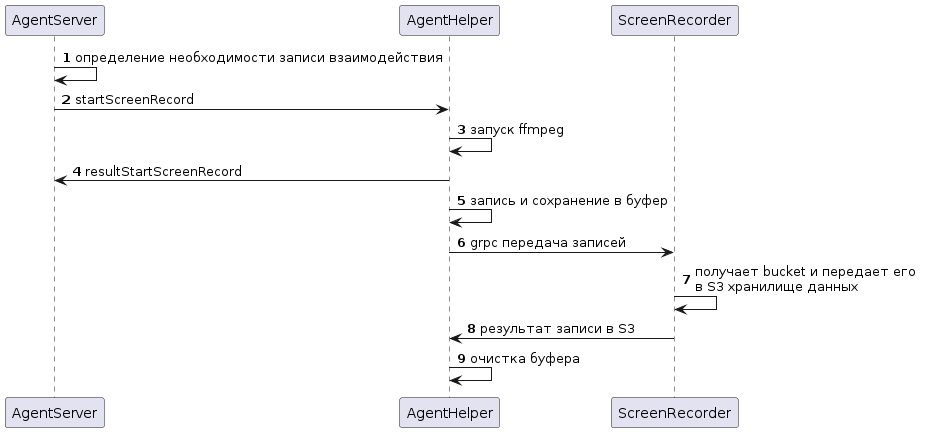 AgentServer AgentHelper ScreenRecorder
1 определение необходимости записи взаимодействия
2 startScreenRecord
3 запуск ffmpeg
4 resultStartScreenRecord
5 запись и сохранение в буфер
6 grpc передача записей
7 получает bucket и передает его
в S3 хранилище данных
8 результат записи в S3
9 очистка буфера
AgentServer AgentHelper ScreenRecorder